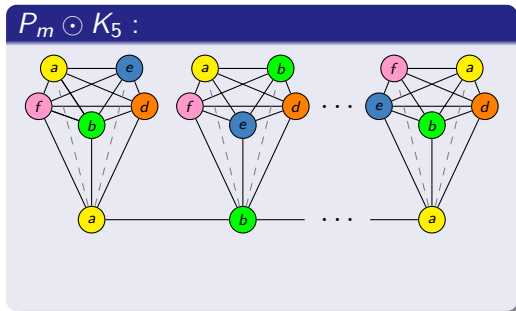 P_m ⊙ K_5 :
a e a b f a
f b d f e d · · · e b d
a b · · · a